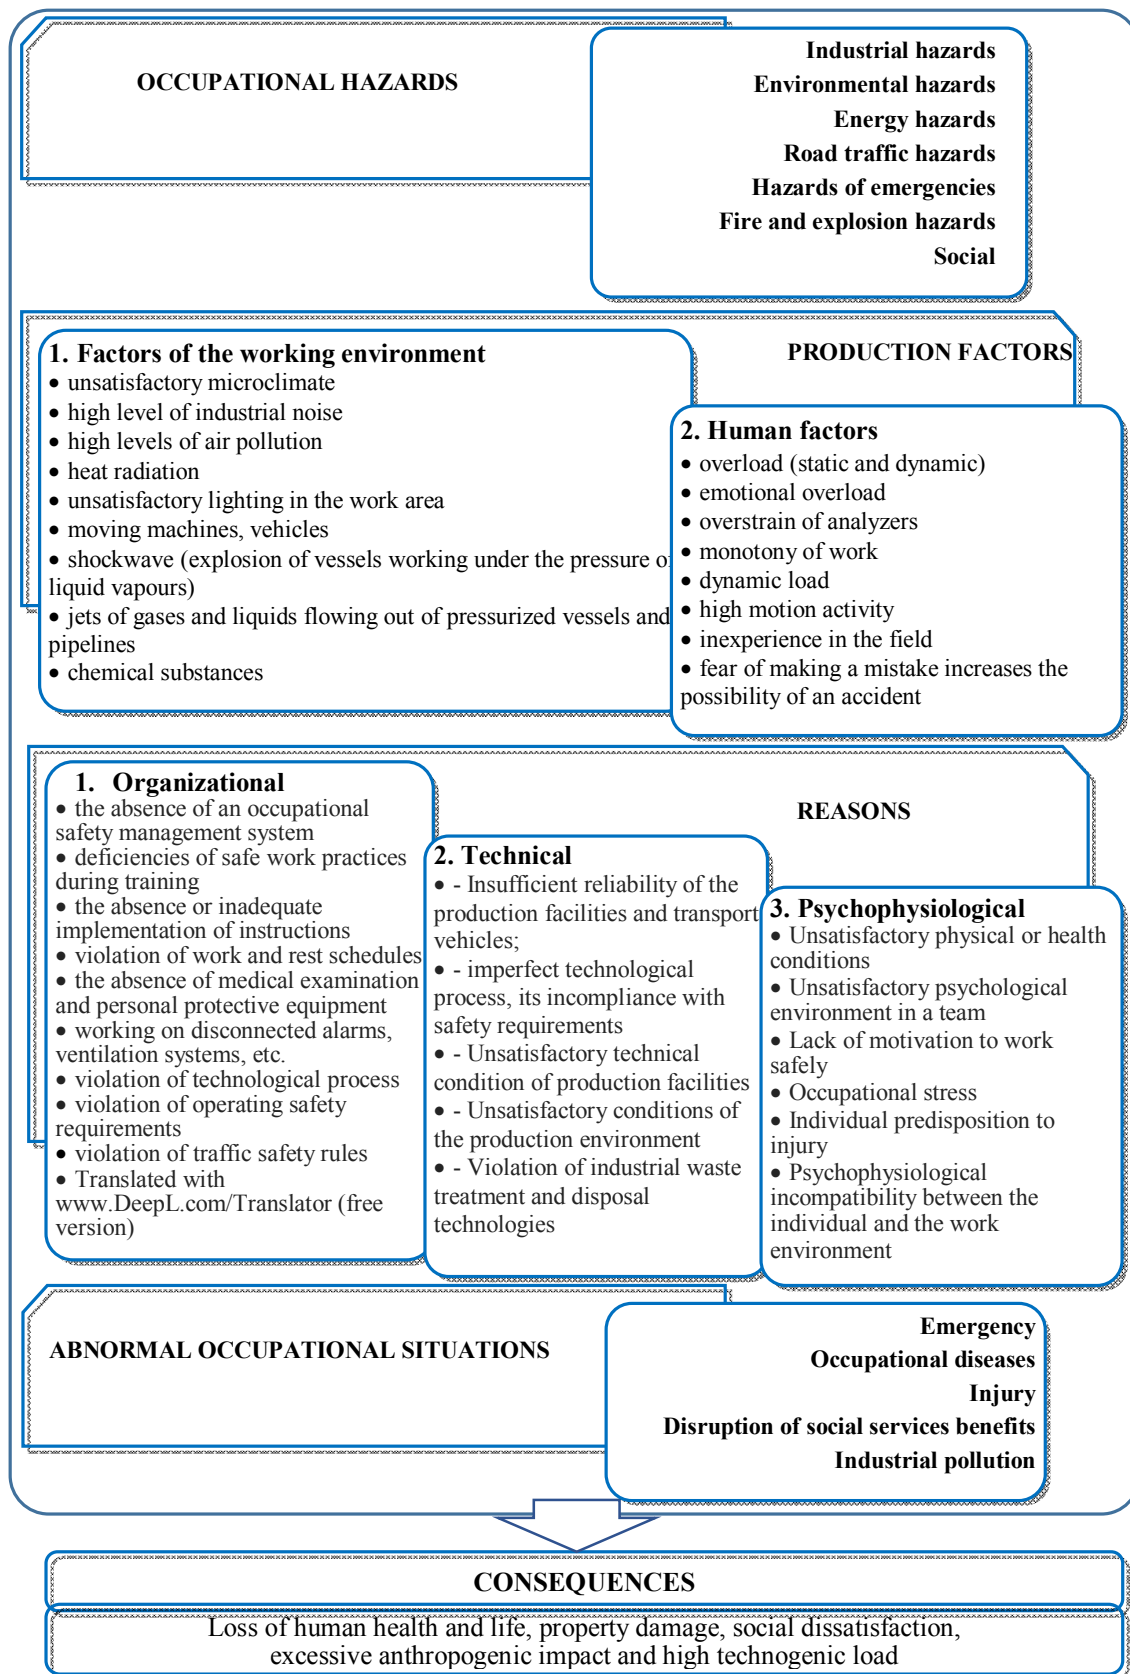 OCCUPATIONAL HAZARDS
Industrial hazards
Environmental hazards
Energy hazards
Road traffic hazards
Hazards of emergencies
Fire and explosion hazards
Social
PRODUCTION FACTORS
1. Factors of the working environment
• unsatisfactory microclimate
• high level of industrial noise
• high levels of air pollution
• heat radiation
• unsatisfactory lighting in the work area
• moving machines, vehicles
• shockwave (explosion of vessels working under the pressure of
liquid vapours)
• jets of gases and liquids flowing out of pressurized vessels and
pipelines
• chemical substances
2. Human factors
• overload (static and dynamic)
• emotional overload
• overstrain of analyzers
• monotony of work
• dynamic load
• high motion activity
• inexperience in the field
• fear of making a mistake increases the
possibility of an accident
REASONS
1. Organizational
• the absence of an occupational
safety management system
• deficiencies of safe work practices
during training
• the absence or inadequate
implementation of instructions
• violation of work and rest schedules
• the absence of medical examination
and personal protective equipment
• working on disconnected alarms,
ventilation systems, etc.
• violation of technological process
• violation of operating safety
requirements
• violation of traffic safety rules
• Translated with
www.DeepL.com/Translator (free
version)
2. Technical
• - Insufficient reliability of the
production facilities and transport
vehicles;
• - imperfect technological
process, its incompliance with
safety requirements
• - Unsatisfactory technical
condition of production facilities
• - Unsatisfactory conditions of
the production environment
• - Violation of industrial waste
treatment and disposal
technologies
3. Psychophysiological
• Unsatisfactory physical or health
conditions
• Unsatisfactory psychological
environment in a team
• Lack of motivation to work
safely
• Occupational stress
• Individual predisposition to
injury
• Psychophysiological
incompatibility between the
individual and the work
environment
ABNORMAL OCCUPATIONAL SITUATIONS
Emergency
Occupational diseases
Injury
Disruption of social services benefits
Industrial pollution
CONSEQUENCES
Loss of human health and life, property damage, social dissatisfaction,
excessive anthropogenic impact and high technogenic load